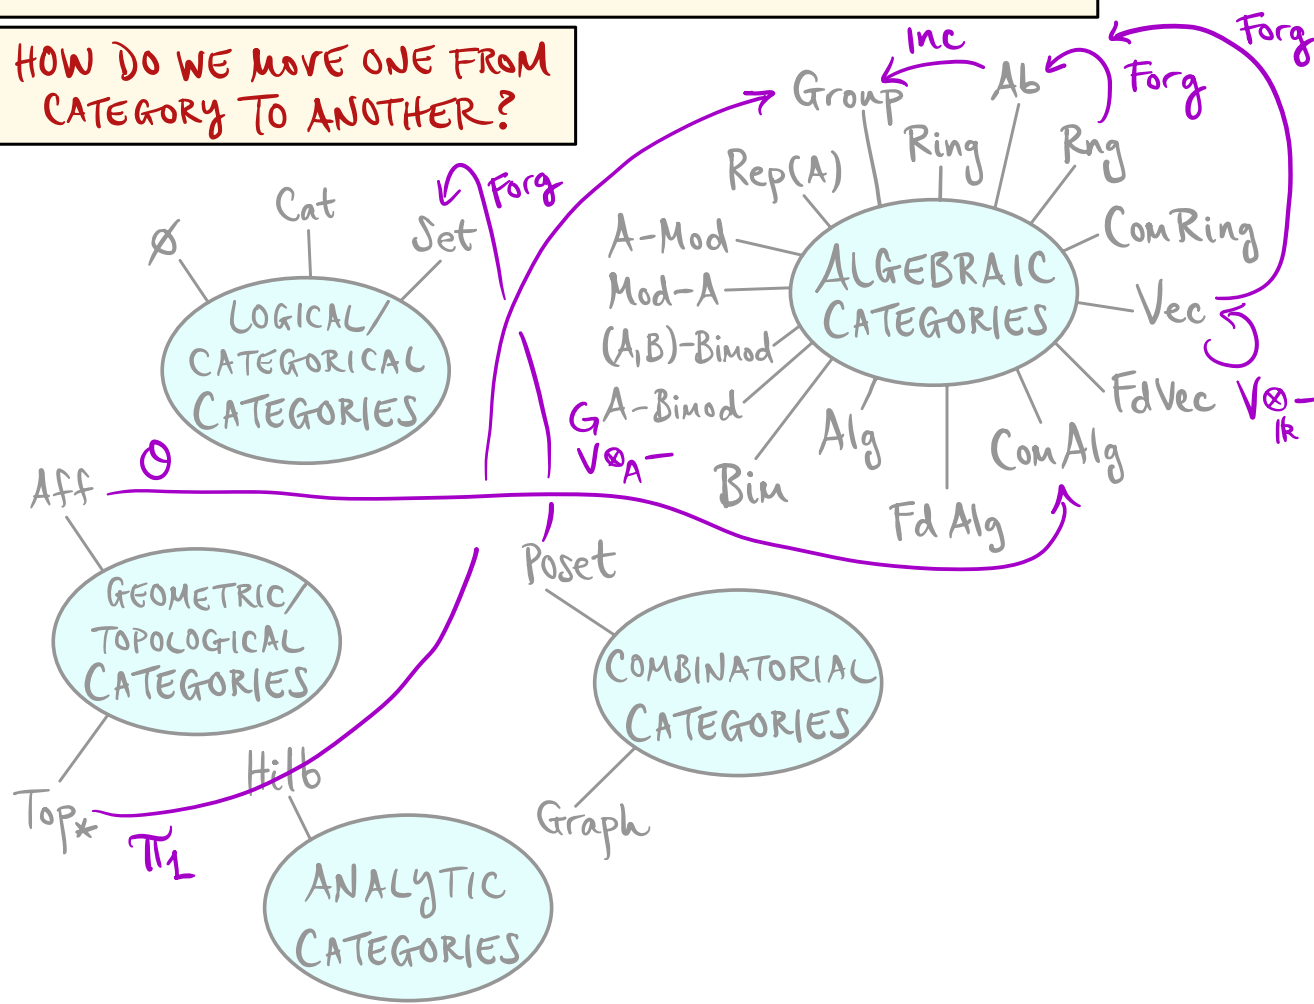 HOW DO WE MOVE ONE FROM
CATEGORY TO ANOTHER?
Inc
Forg
Group
Ab
Forg
Rep(A)
Ring
Rng
Cat
Set
Forg
∅
A-Mod
ComRing
Mod-A
ALGEBRAIC
CATEGORIES
Vec
(A,B)-Bimod
LOGICAL/
CATEGORICAL
CATEGORIES
A-Bimod
FdVec
V⊗–
𝕜
G
V⊗A–
Alg
ComAlg
Bim
FdAlg
O
Aff
Poset
GEOMETRIC/
TOPOLOGICAL
CATEGORIES
COMBINATORIAL
CATEGORIES
Hilb
Top*
π1
Graph
ANALYTIC
CATEGORIES